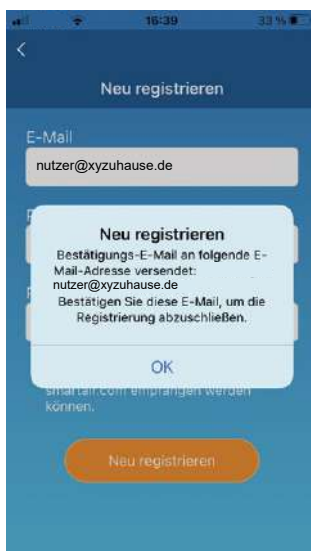 16:39
33 %
Neu registrieren
E-Mail
nutzer@xyzuhause.de
Neu registrieren
Bestätigungs-E-Mail an folgende E-
Mail-Adresse versendet:
nutzer@xyzuhause.de
Bestätigen Sie diese E-Mail, um die
Registrierung abzuschließen.
OK
smartair.com empfangen werden
können.
Neu registrieren